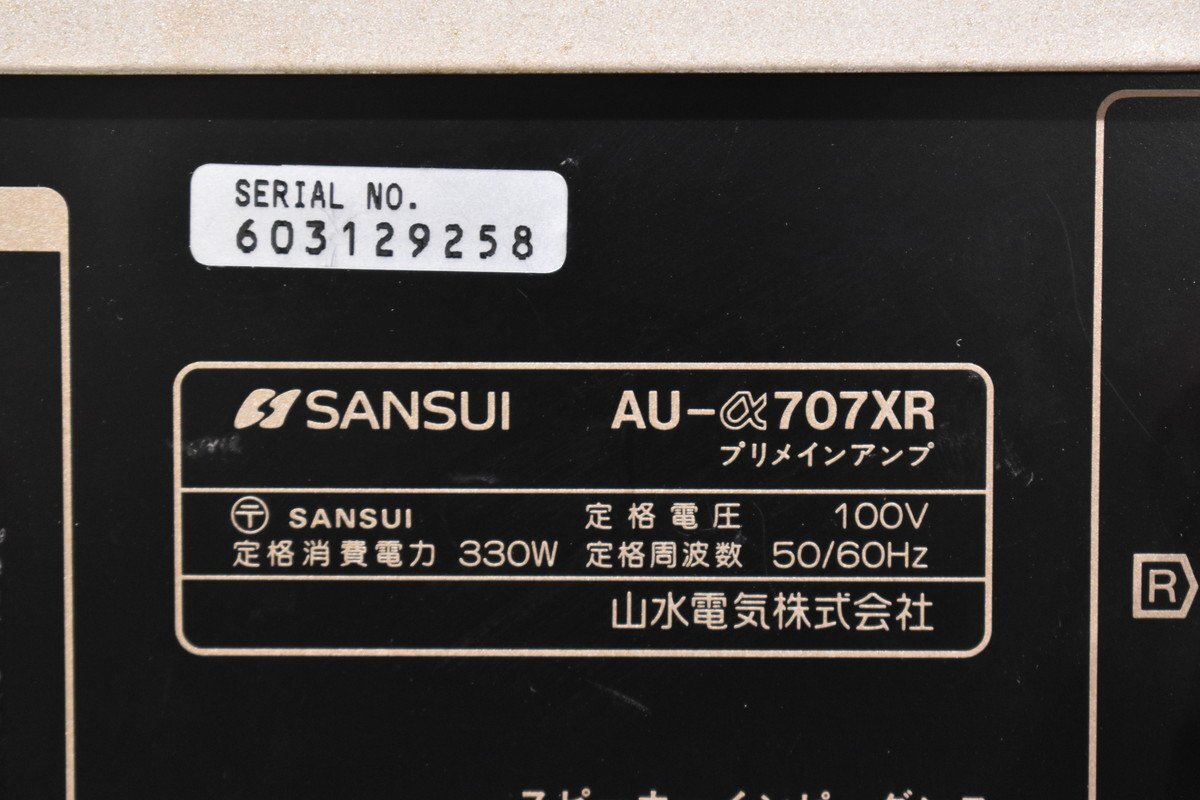 SERIAL NO.
603129258
SANSUI AU-α707XR
プリメインアンプ
〒 SANSUI 定格電圧 100V
定格消費電力 330W 定格周波数 50/60Hz
山水電気株式会社
R